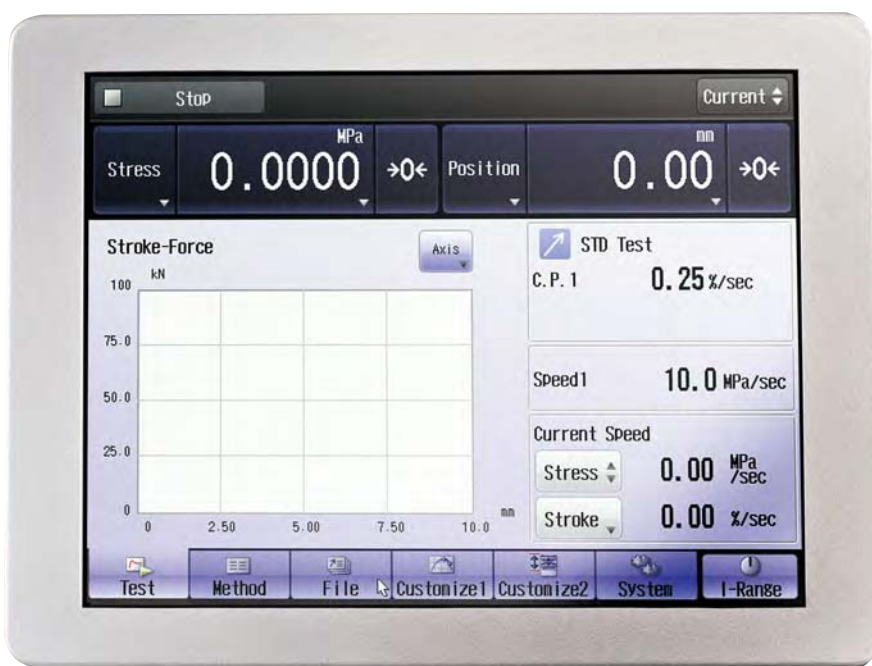 Stop
Current
Stress
0.0000 MPa
→0←
Position
0.00 mm
→0←
Stroke-Force
Axis
kN
100
75.0
50.0
25.0
0
0 2.50 5.00 7.50 10.0 mm
STD Test
C.P.1 0.25 %/sec
Speed1 10.0 MPa/sec
Current Speed
Stress 0.00 MPa/sec
Stroke 0.00 %/sec
Test Method File Customize1 Customize2 System I-Range